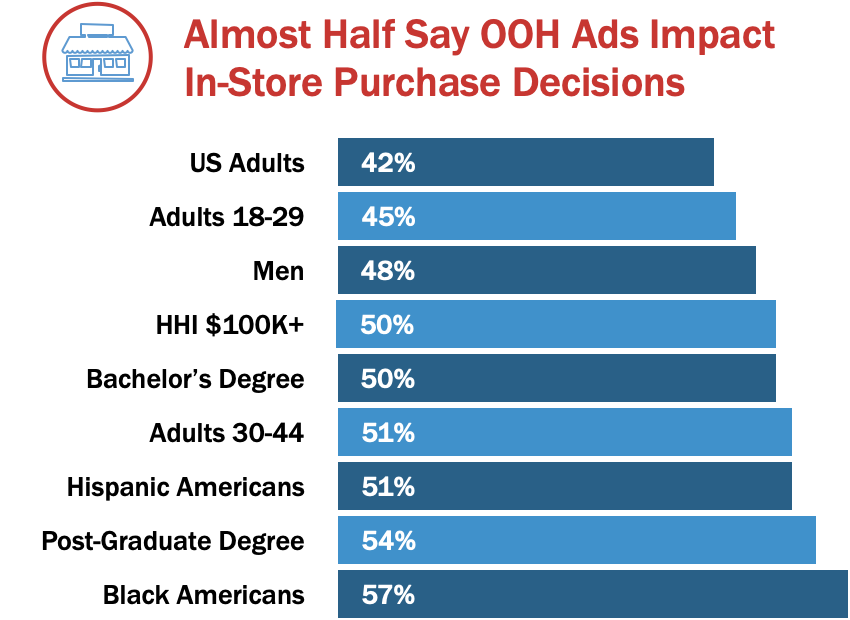 Almost Half Say OOH Ads Impact
In-Store Purchase Decisions
US Adults 42%
Adults 18-29 45%
Men 48%
HHI $100K+ 50%
Bachelor’s Degree 50%
Adults 30-44 51%
Hispanic Americans 51%
Post-Graduate Degree 54%
Black Americans 57%